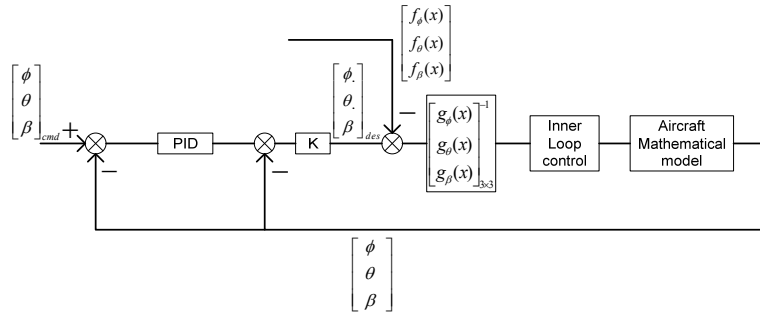 f_ϕ(x)
f_θ(x)
f_β(x)
ϕ
θ
β
cmd
+
−
PID
−
K
ϕ.
θ.
β
des
−
g_ϕ(x)
g_θ(x)
g_β(x)
−1
3×3
Inner
Loop
control
Aircraft
Mathematical
model
ϕ
θ
β